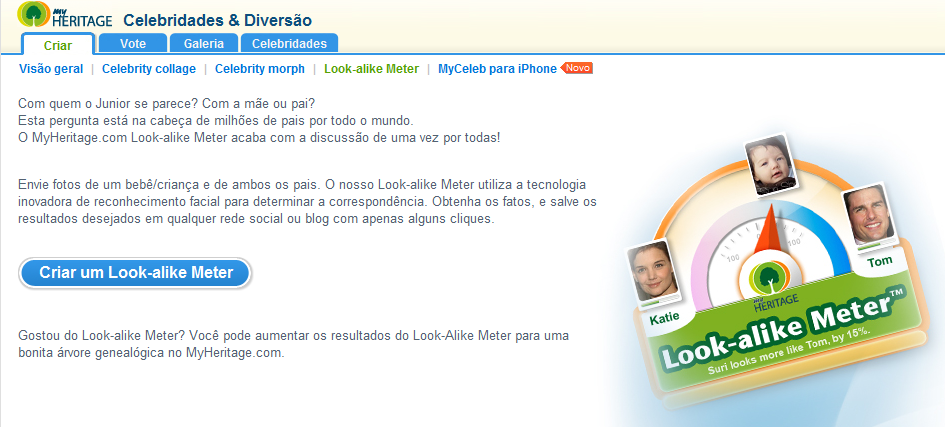 my HERITAGE Celebridades & Diversão
Criar Vote Galeria Celebridades
Visão geral | Celebrity collage | Celebrity morph | Look-alike Meter | MyCeleb para iPhone Novo
Com quem o Junior se parece? Com a mãe ou pai?
Esta pergunta está na cabeça de milhões de pais por todo o mundo.
O MyHeritage.com Look-alike Meter acaba com a discussão de uma vez por todas!
Envie fotos de um bebê/criança e de ambos os pais. O nosso Look-alike Meter utiliza a tecnologia
inovadora de reconhecimento facial para determinar a correspondência. Obtenha os fatos, e salve os
resultados desejados em qualquer rede social ou blog com apenas alguns cliques.
Criar um Look-alike Meter
Gostou do Look-alike Meter? Você pode aumentar os resultados do Look-Alike Meter para uma
bonita árvore genealógica no MyHeritage.com.
100
100
Katie
Tom
my HERITAGE
Look-alike Meter™
Suri looks more like Tom, by 15%.